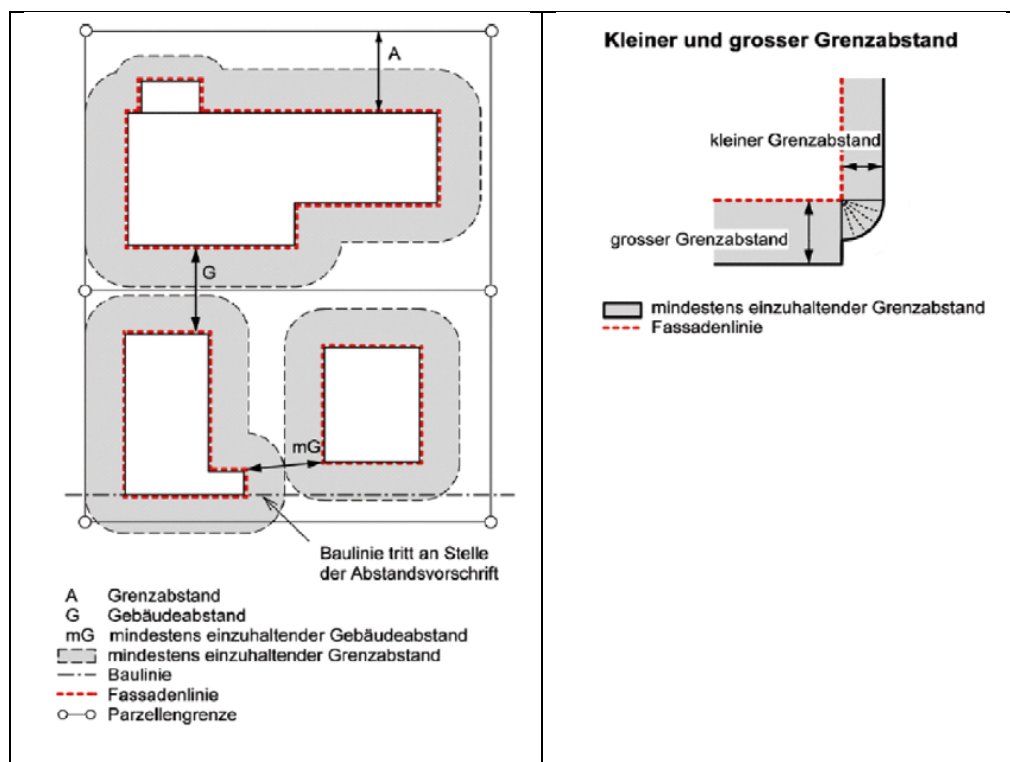 A
G
mG
Baulinie tritt an Stelle
der Abstandsvorschrift
A Grenzabstand
G Gebäudeabstand
mG mindestens einzuhaltender Gebäudeabstand
mindestens einzuhaltender Grenzabstand
Baulinie
Fassadenlinie
Parzellengrenze
Kleiner und grosser Grenzabstand
kleiner Grenzabstand
grosser Grenzabstand
mindestens einzuhaltender Grenzabstand
Fassadenlinie